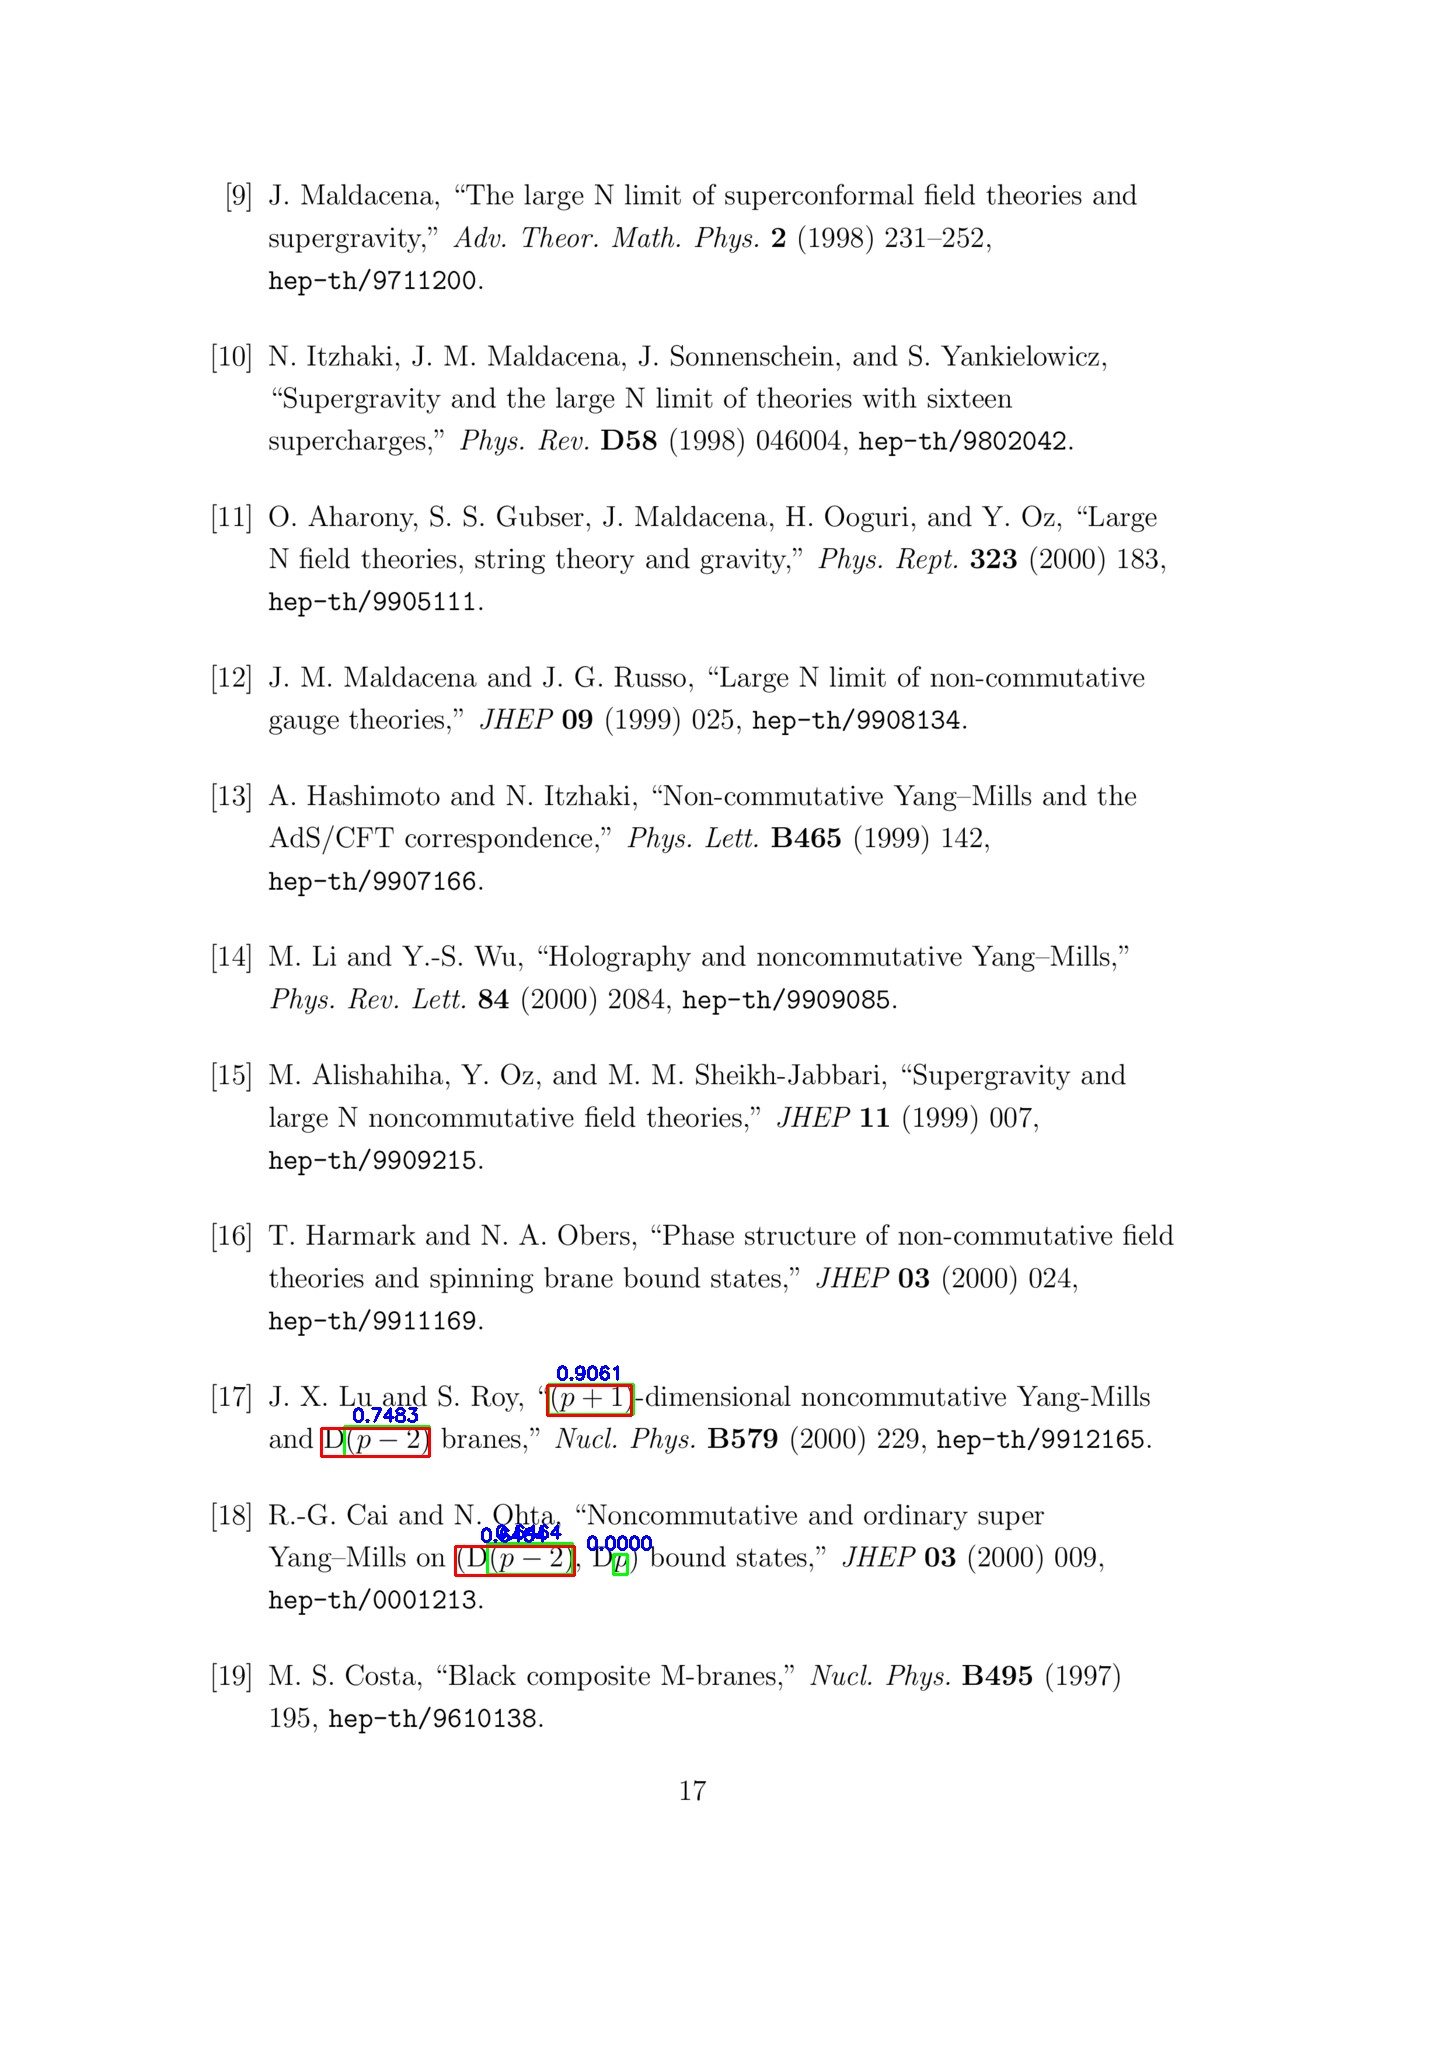 [9] J. Maldacena, “The large N limit of superconformal field theories and
supergravity,” Adv. Theor. Math. Phys. 2 (1998) 231–252,
hep-th/9711200.
[10] N. Itzhaki, J. M. Maldacena, J. Sonnenschein, and S. Yankielowicz,
“Supergravity and the large N limit of theories with sixteen
supercharges,” Phys. Rev. D58 (1998) 046004, hep-th/9802042.
[11] O. Aharony, S. S. Gubser, J. Maldacena, H. Ooguri, and Y. Oz, “Large
N field theories, string theory and gravity,” Phys. Rept. 323 (2000) 183,
hep-th/9905111.
[12] J. M. Maldacena and J. G. Russo, “Large N limit of non-commutative
gauge theories,” JHEP 09 (1999) 025, hep-th/9908134.
[13] A. Hashimoto and N. Itzhaki, “Non-commutative Yang–Mills and the
AdS/CFT correspondence,” Phys. Lett. B465 (1999) 142,
hep-th/9907166.
[14] M. Li and Y.-S. Wu, “Holography and noncommutative Yang–Mills,”
Phys. Rev. Lett. 84 (2000) 2084, hep-th/9909085.
[15] M. Alishahiha, Y. Oz, and M. M. Sheikh-Jabbari, “Supergravity and
large N noncommutative field theories,” JHEP 11 (1999) 007,
hep-th/9909215.
[16] T. Harmark and N. A. Obers, “Phase structure of non-commutative field
theories and spinning brane bound states,” JHEP 03 (2000) 024,
hep-th/9911169.
0.9061
[17] J. X. Lu and S. Roy, “(p + 1)-dimensional noncommutative Yang-Mills
0.7483
and D(p − 2) branes,” Nucl. Phys. B579 (2000) 229, hep-th/9912165.
[18] R.-G. Cai and N. Ohta, “Noncommutative and ordinary super
0.0000
Yang–Mills on (D(p − 2), Dp) bound states,” JHEP 03 (2000) 009,
hep-th/0001213.
[19] M. S. Costa, “Black composite M-branes,” Nucl. Phys. B495 (1997)
195, hep-th/9610138.
17